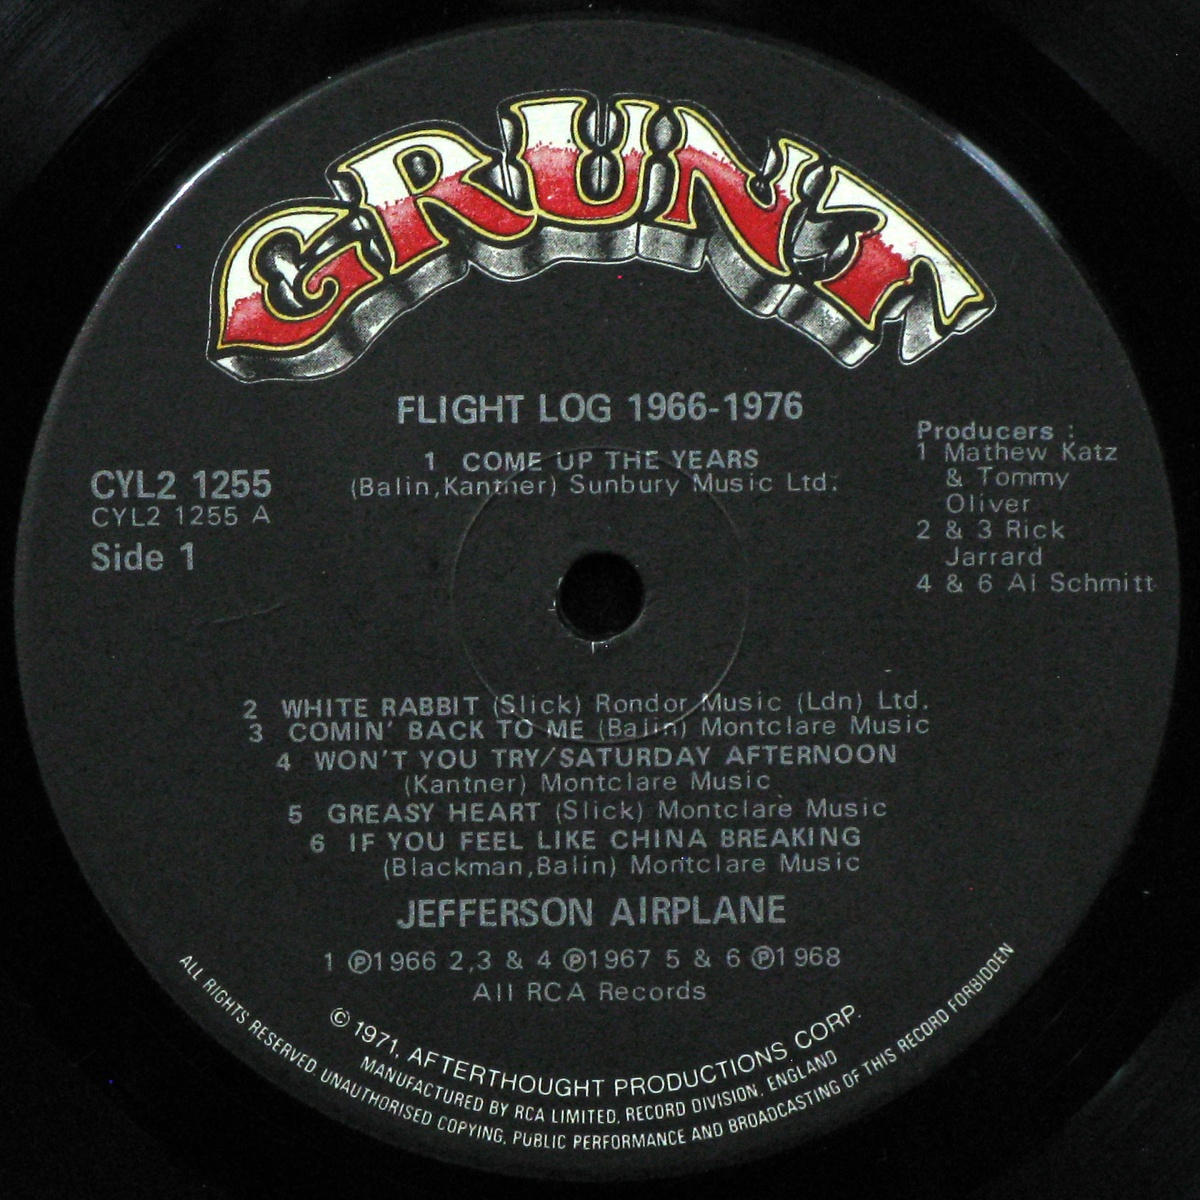 GRUNT
FLIGHT LOG 1966-1976
1 COME UP THE YEARS
(Balin,Kantner) Sunbury Music Ltd.
CYL2 1255
CYL2 1255 A
Side 1
Producers :
1 Mathew Katz
& Tommy
Oliver
2 & 3 Rick
Jarrard
4 & 6 Al Schmitt
2 WHITE RABBIT (Slick) Rondor Music (Ldn) Ltd.
3 COMIN' BACK TO ME (Balin) Montclare Music
4 WON'T YOU TRY/SATURDAY AFTERNOON
(Kantner) Montclare Music
5 GREASY HEART (Slick) Montclare Music
6 IF YOU FEEL LIKE CHINA BREAKING
(Blackman,Balin) Montclare Music
JEFFERSON AIRPLANE
1 ℗1966 2,3 & 4 ℗1967 5 & 6 ℗1968
All RCA Records
© 1971, AFTERTHOUGHT PRODUCTIONS CORP.
MANUFACTURED BY RCA LIMITED, RECORD DIVISION, ENGLAND
ALL RIGHTS RESERVED UNAUTHORISED COPYING, PUBLIC PERFORMANCE AND BROADCASTING OF THIS RECORD FORBIDDEN